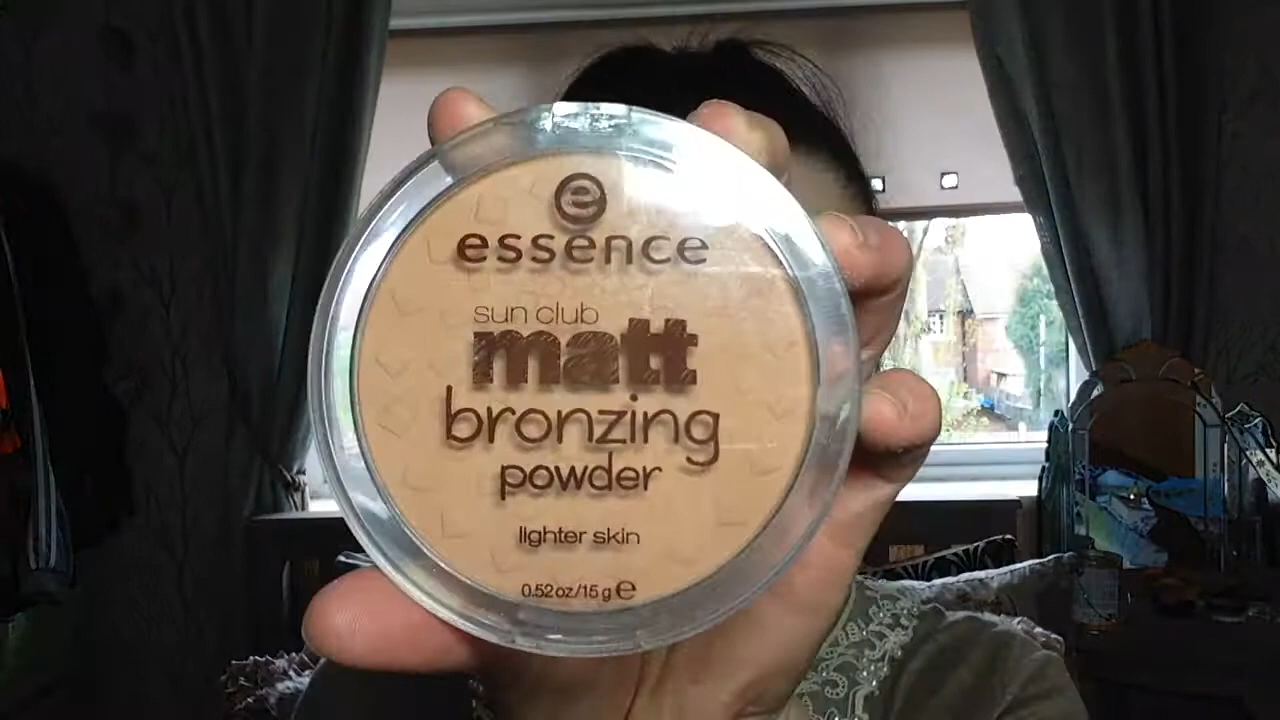 e
essence
sun club
matt
bronzing
powder
lighter skin
0.52 oz/15 g ℮